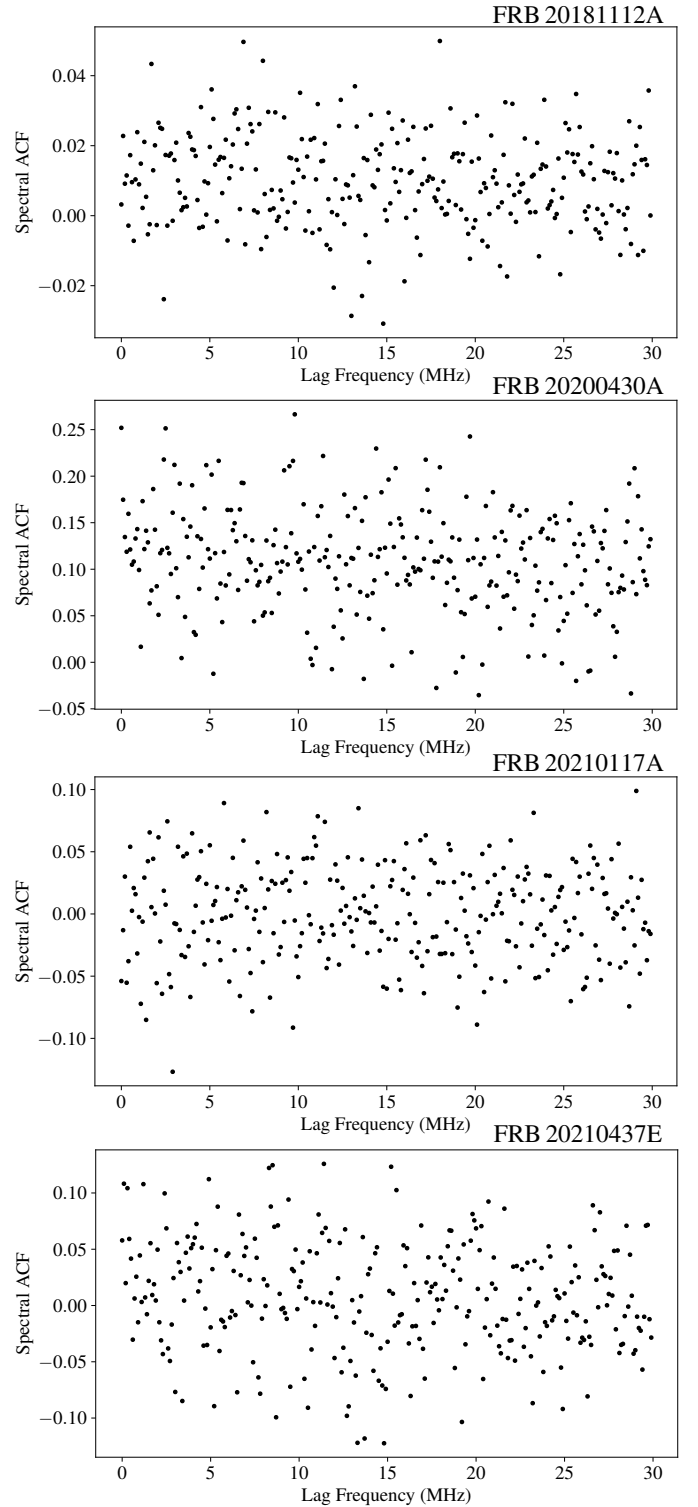 FRB 20181112A
0.04
0.02
0.00
−0.02
Spectral ACF
0 5 10 15 20 25 30
Lag Frequency (MHz)
FRB 20200430A
0.25
0.20
0.15
0.10
0.05
0.00
−0.05
Spectral ACF
0 5 10 15 20 25 30
Lag Frequency (MHz)
FRB 20210117A
0.10
0.05
0.00
−0.05
−0.10
Spectral ACF
0 5 10 15 20 25 30
Lag Frequency (MHz)
FRB 20210437E
0.10
0.05
0.00
−0.05
−0.10
Spectral ACF
0 5 10 15 20 25 30
Lag Frequency (MHz)